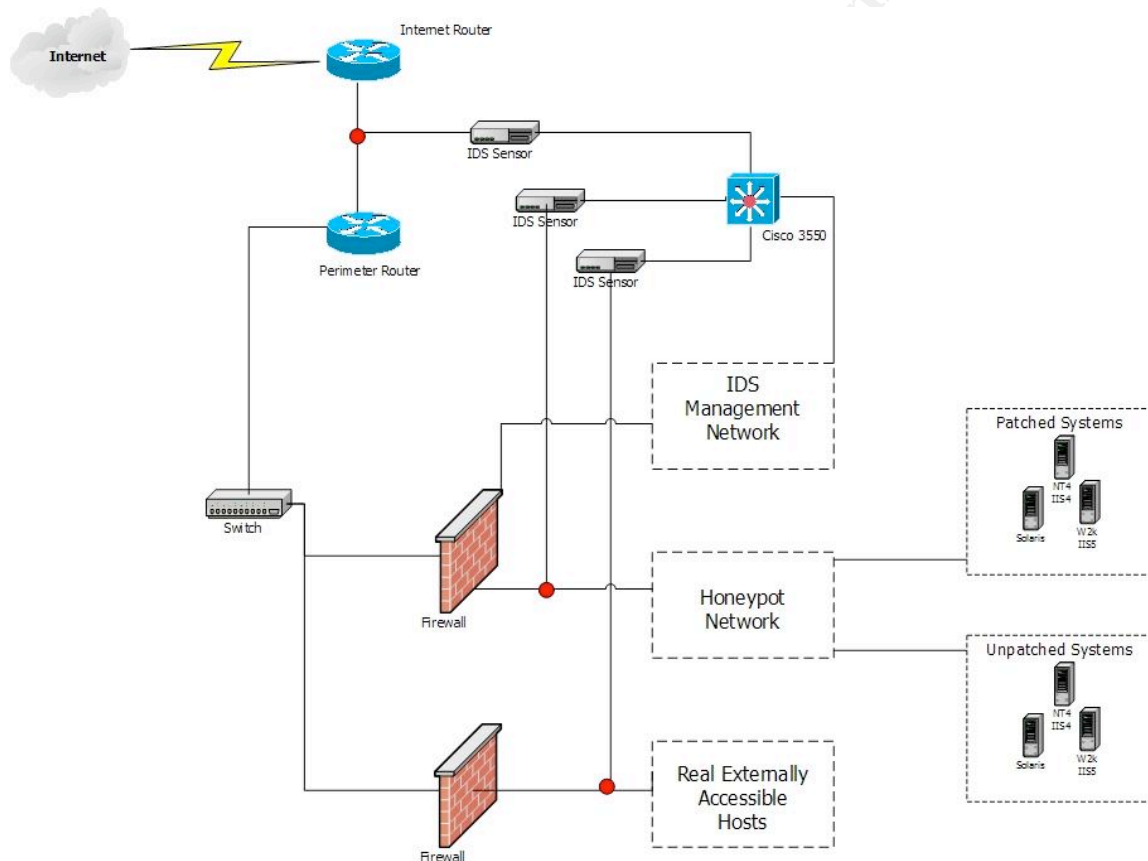 Internet Router
Internet
IDS Sensor
IDS Sensor
Cisco 3550
Perimeter Router
IDS Sensor
IDS
Management
Network
Patched Systems
NT4
IIS4
Solaris
W2k
IIS5
Switch
Honeypot
Network
Firewall
Unpatched Systems
NT4
IIS4
Solaris
W2k
IIS5
Real Externally
Accessible
Hosts
Firewall